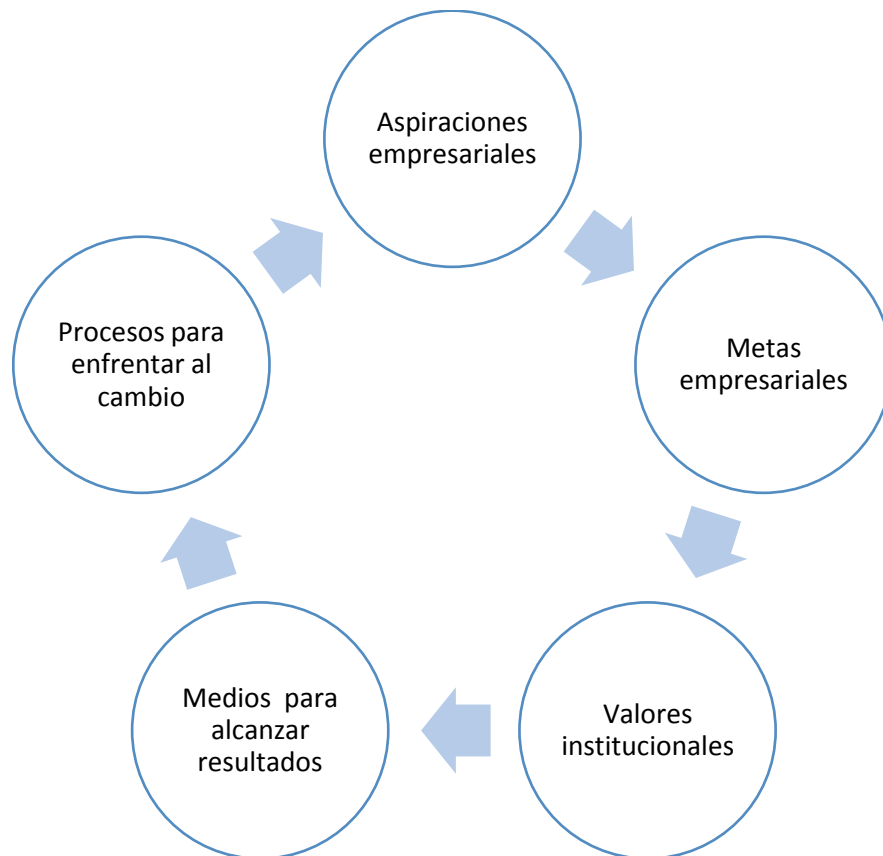 Aspiraciones
empresariales
Metas
empresariales
Valores
institucionales
Medios para
alcanzar
resultados
Procesos para
enfrentar al
cambio